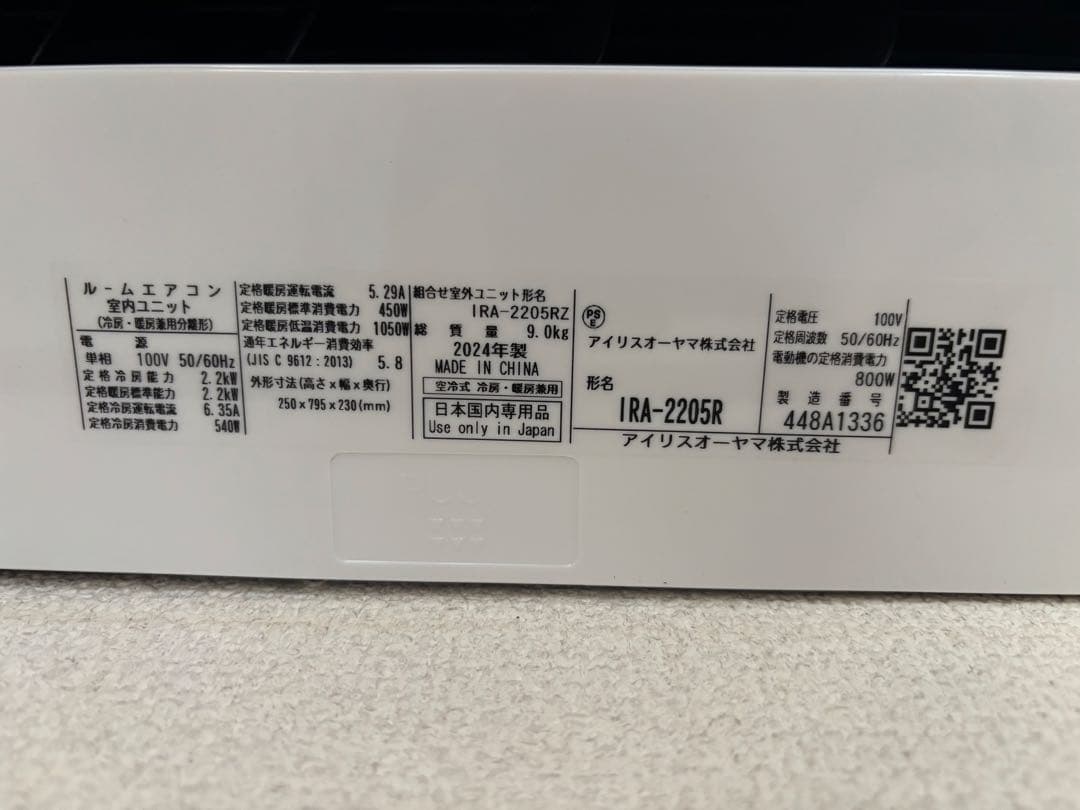 ルームエアコン
室内ユニット
(冷房・暖房兼用分離形)
電 源
単相 100V 50/60Hz
定格冷房能力 2.2kW
定格暖房標準能力 2.2kW
定格冷房運転電流 6.35A
定格冷房消費電力 540W
定格暖房運転電流 5.29A
定格暖房標準消費電力 450W
定格暖房低温消費電力 1050W
通年エネルギー消費効率
(JIS C 9612:2013) 5.8
外形寸法(高さx幅x奥行)
250x795x230(mm)
組合せ室外ユニット形名
IRA-2205RZ
総 質 量 9.0kg
2024年製
MADE IN CHINA
空冷式 冷房・暖房兼用
日本国内専用品
Use only in Japan
PS
E
アイリスオーヤマ株式会社
形名
IRA-2205R
定格電圧 100V
定格周波数 50/60Hz
電動機の定格消費電力
800W
製 造 番 号
448A1336
アイリスオーヤマ株式会社